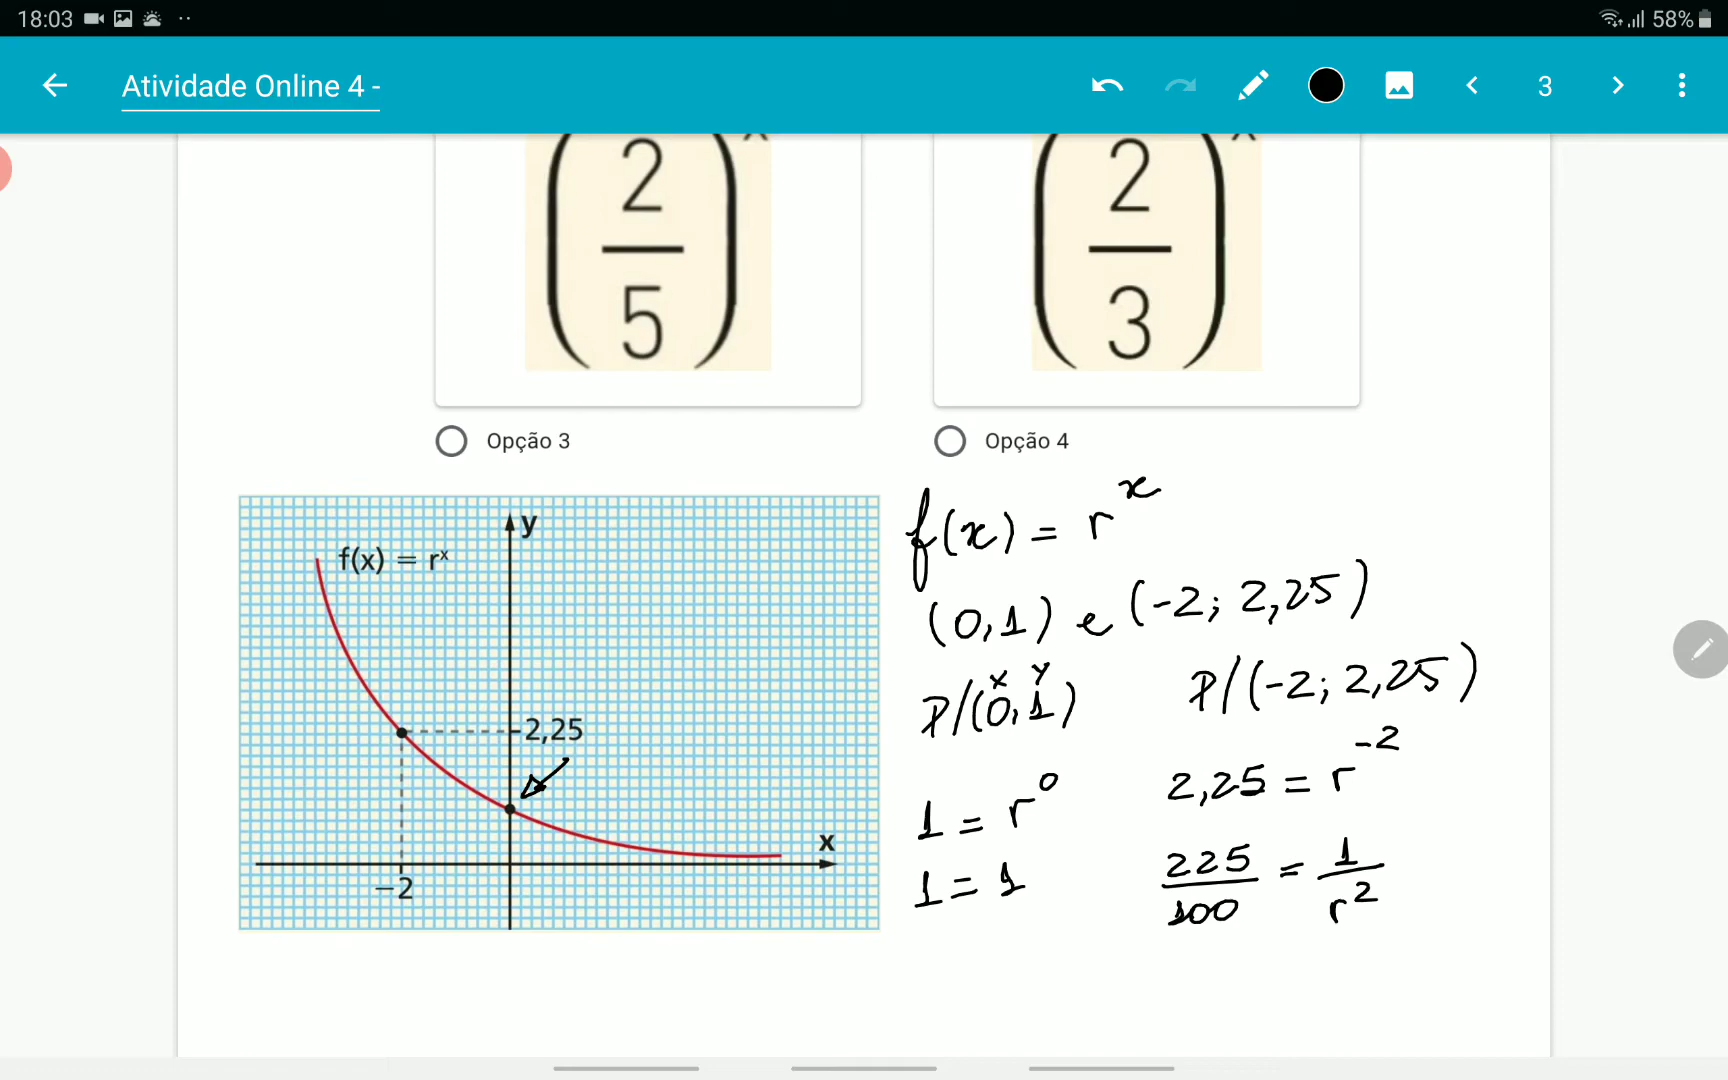 18:03
58%
Atividade Online 4 -
3
(2/5)^x
(2/3)^x
Opção 3
Opção 4
y
f(x) = r^x
2,25
x
−2
f(x) = r^x
(0,1) e (-2; 2,25)
x y
P/(0,1)
P/(-2; 2,25)
1 = r^0
2,25 = r^-2
1 = 1
225/100 = 1/r^2